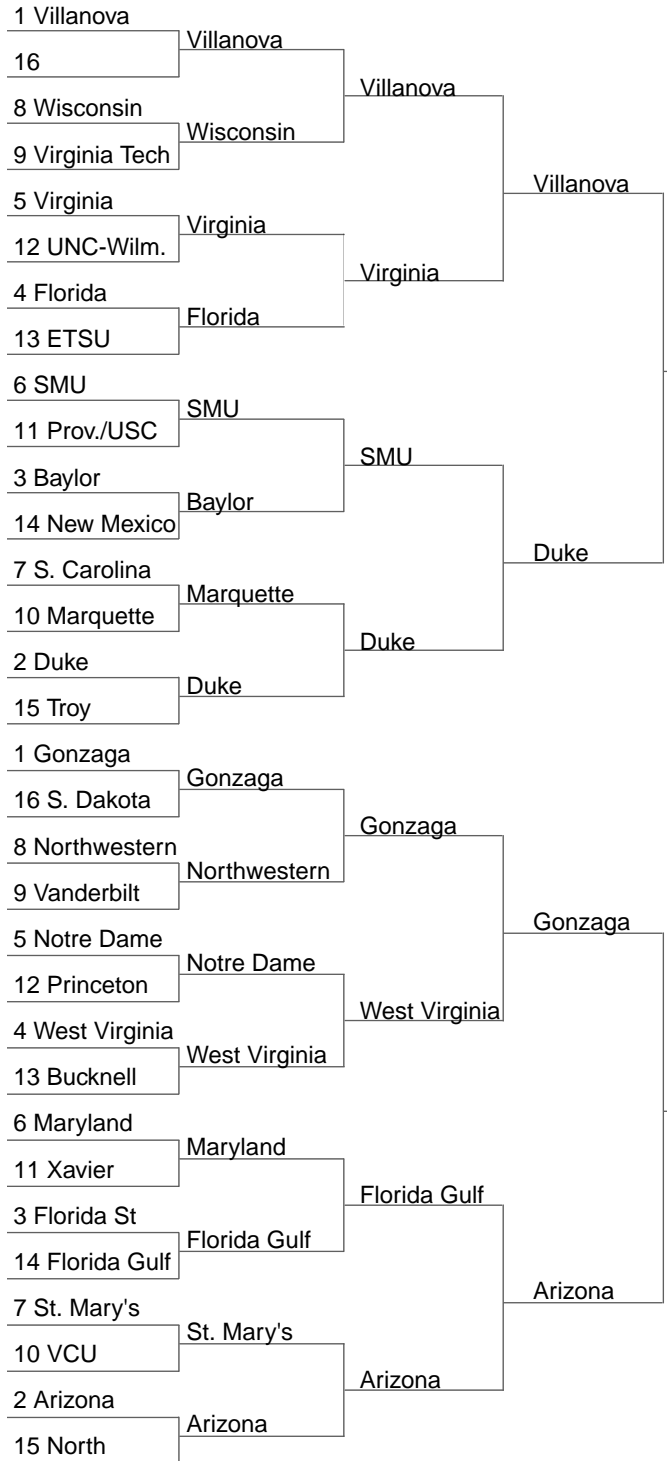 1 Villanova
16
8 Wisconsin
9 Virginia Tech
5 Virginia
12 UNC-Wilm.
4 Florida
13 ETSU
6 SMU
11 Prov./USC
3 Baylor
14 New Mexico
7 S. Carolina
10 Marquette
2 Duke
15 Troy
1 Gonzaga
16 S. Dakota
8 Northwestern
9 Vanderbilt
5 Notre Dame
12 Princeton
4 West Virginia
13 Bucknell
6 Maryland
11 Xavier
3 Florida St
14 Florida Gulf
7 St. Mary's
10 VCU
2 Arizona
15 North
Villanova
Wisconsin
Virginia
Florida
SMU
Baylor
Marquette
Duke
Gonzaga
Northwestern
Notre Dame
West Virginia
Maryland
Florida Gulf
St. Mary's
Arizona
Villanova
Virginia
SMU
Duke
Gonzaga
West Virginia
Florida Gulf
Arizona
Villanova
Duke
Gonzaga
Arizona